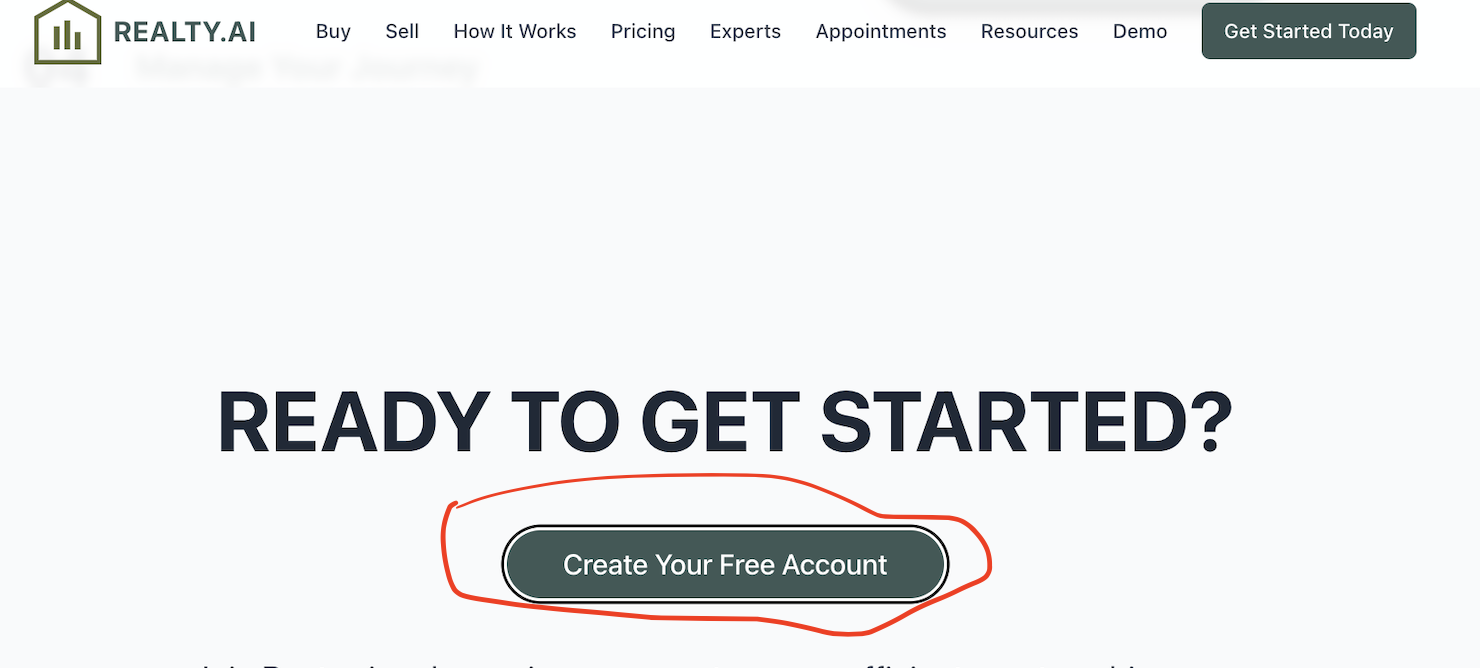 REALTY.AI Buy Sell How It Works Pricing Experts Appointments Resources Demo Get Started Today
Manage Your Journey
READY TO GET STARTED?
Create Your Free Account